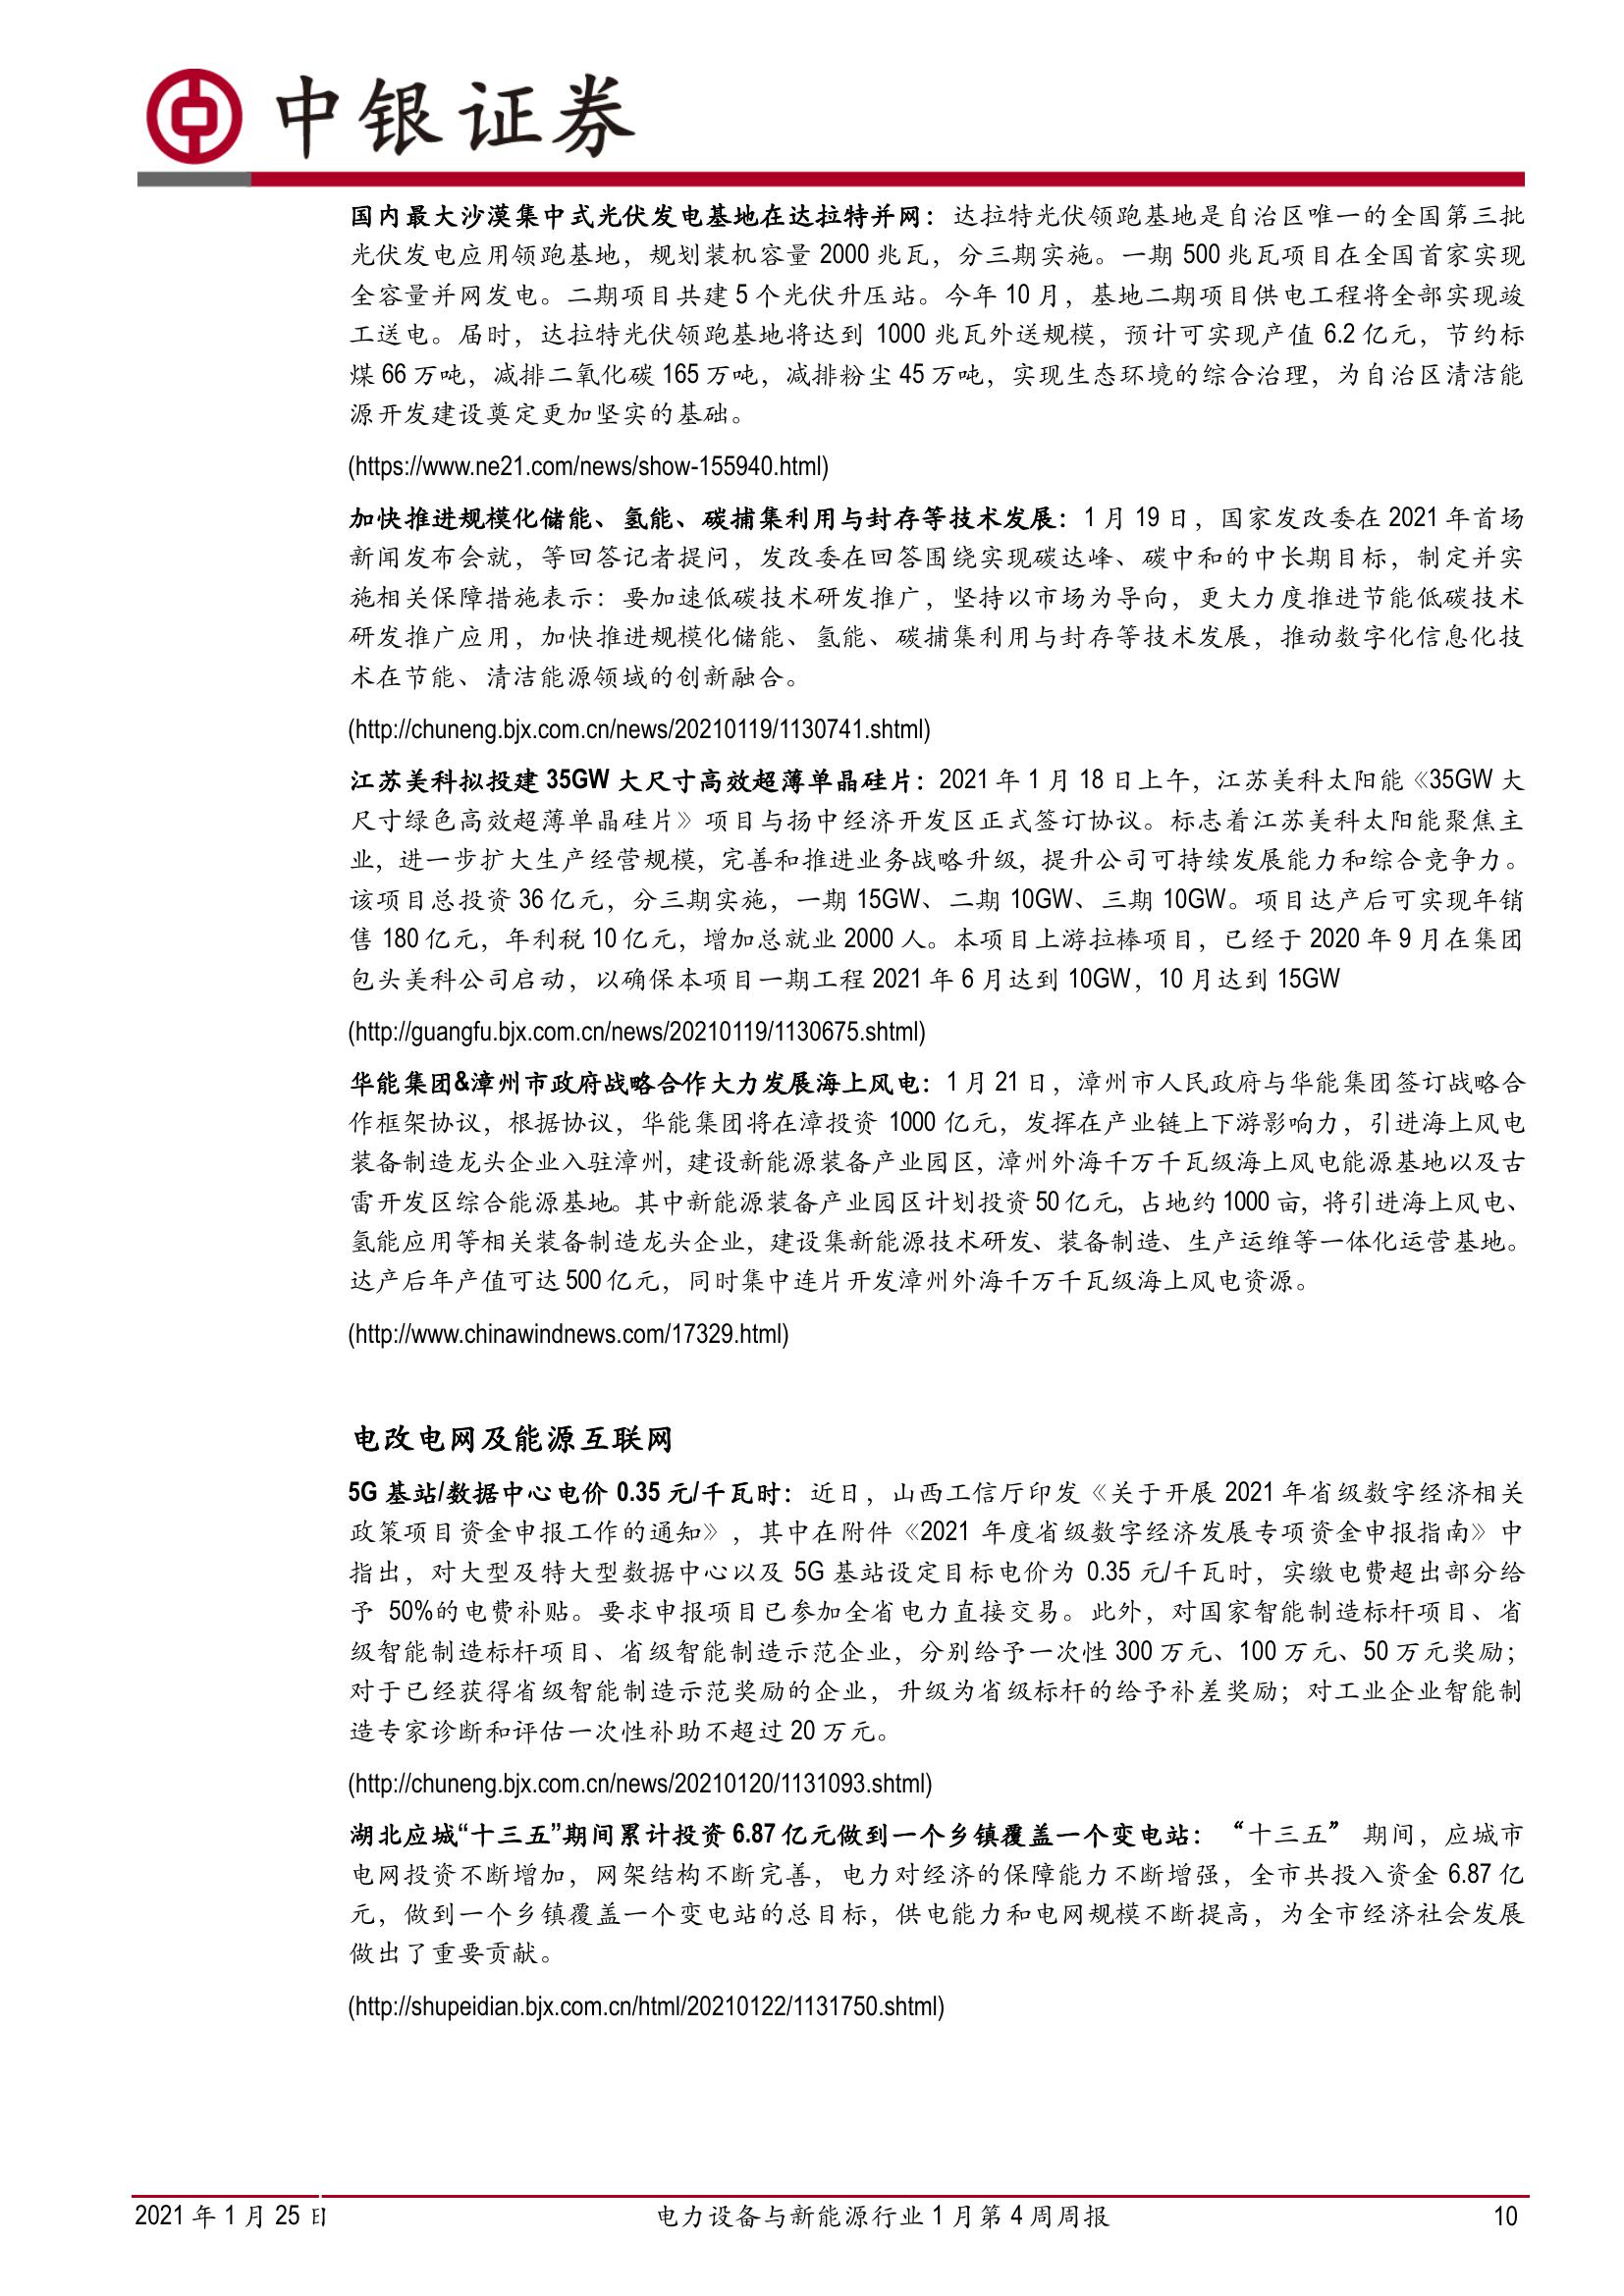 中银证券
国内最大沙漠集中式光伏发电基地在达拉特并网：达拉特光伏领跑基地是自治区唯一的全国第三批
光伏发电应用领跑基地，规划装机容量 2000 兆瓦，分三期实施。一期 500 兆瓦项目在全国首家实现
全容量并网发电。二期项目共建 5 个光伏升压站。今年 10 月，基地二期项目供电工程将全部实现竣
工送电。届时，达拉特光伏领跑基地将达到 1000 兆瓦外送规模，预计可实现产值 6.2 亿元，节约标
煤 66 万吨，减排二氧化碳 165 万吨，减排粉尘 45 万吨，实现生态环境的综合治理，为自治区清洁能
源开发建设奠定更加坚实的基础。
(https://www.ne21.com/news/show-155940.html)
加快推进规模化储能、氢能、碳捕集利用与封存等技术发展：1 月 19 日，国家发改委在 2021 年首场
新闻发布会就，等回答记者提问，发改委在回答围绕实现碳达峰、碳中和的中长期目标，制定并实
施相关保障措施表示：要加速低碳技术研发推广，坚持以市场为导向，更大力度推进节能低碳技术
研发推广应用，加快推进规模化储能、氢能、碳捕集利用与封存等技术发展，推动数字化信息化技
术在节能、清洁能源领域的创新融合。
(http://chuneng.bjx.com.cn/news/20210119/1130741.shtml)
江苏美科拟投建 35GW 大尺寸高效超薄单晶硅片：2021 年 1 月 18 日上午，江苏美科太阳能《35GW 大
尺寸绿色高效超薄单晶硅片》项目与扬中经济开发区正式签订协议。标志着江苏美科太阳能聚焦主
业，进一步扩大生产经营规模，完善和推进业务战略升级，提升公司可持续发展能力和综合竞争力。
该项目总投资 36 亿元，分三期实施，一期 15GW、二期 10GW、三期 10GW。项目达产后可实现年销
售 180 亿元，年利税 10 亿元，增加总就业 2000 人。本项目上游拉棒项目，已经于 2020 年 9 月在集团
包头美科公司启动，以确保本项目一期工程 2021 年 6 月达到 10GW，10 月达到 15GW
(http://guangfu.bjx.com.cn/news/20210119/1130675.shtml)
华能集团&漳州市政府战略合作大力发展海上风电：1 月 21 日，漳州市人民政府与华能集团签订战略合
作框架协议，根据协议，华能集团将在漳投资 1000 亿元，发挥在产业链上下游影响力，引进海上风电
装备制造龙头企业入驻漳州，建设新能源装备产业园区，漳州外海千万千瓦级海上风电能源基地以及古
雷开发区综合能源基地。其中新能源装备产业园区计划投资 50 亿元，占地约 1000 亩，将引进海上风电、
氢能应用等相关装备制造龙头企业，建设集新能源技术研发、装备制造、生产运维等一体化运营基地。
达产后年产值可达 500 亿元，同时集中连片开发漳州外海千万千瓦级海上风电资源。
(http://www.chinawindnews.com/17329.html)
电改电网及能源互联网
5G 基站/数据中心电价 0.35 元/千瓦时：近日，山西工信厅印发《关于开展 2021 年省级数字经济相关
政策项目资金申报工作的通知》，其中在附件《2021 年度省级数字经济发展专项资金申报指南》中
指出，对大型及特大型数据中心以及 5G 基站设定目标电价为 0.35 元/千瓦时，实缴电费超出部分给
予 50%的电费补贴。要求申报项目已参加全省电力直接交易。此外，对国家智能制造标杆项目、省
级智能制造标杆项目、省级智能制造示范企业，分别给予一次性 300 万元、100 万元、50 万元奖励；
对于已经获得省级智能制造示范奖励的企业，升级为省级标杆的给予补差奖励；对工业企业智能制
造专家诊断和评估一次性补助不超过 20 万元。
(http://chuneng.bjx.com.cn/news/20210120/1131093.shtml)
湖北应城“十三五”期间累计投资 6.87 亿元做到一个乡镇覆盖一个变电站：“十三五” 期间，应城市
电网投资不断增加，网架结构不断完善，电力对经济的保障能力不断增强，全市共投入资金 6.87 亿
元，做到一个乡镇覆盖一个变电站的总目标，供电能力和电网规模不断提高，为全市经济社会发展
做出了重要贡献。
(http://shupeidian.bjx.com.cn/html/20210122/1131750.shtml)
2021 年 1 月 25 日 电力设备与新能源行业 1 月第 4 周周报 10